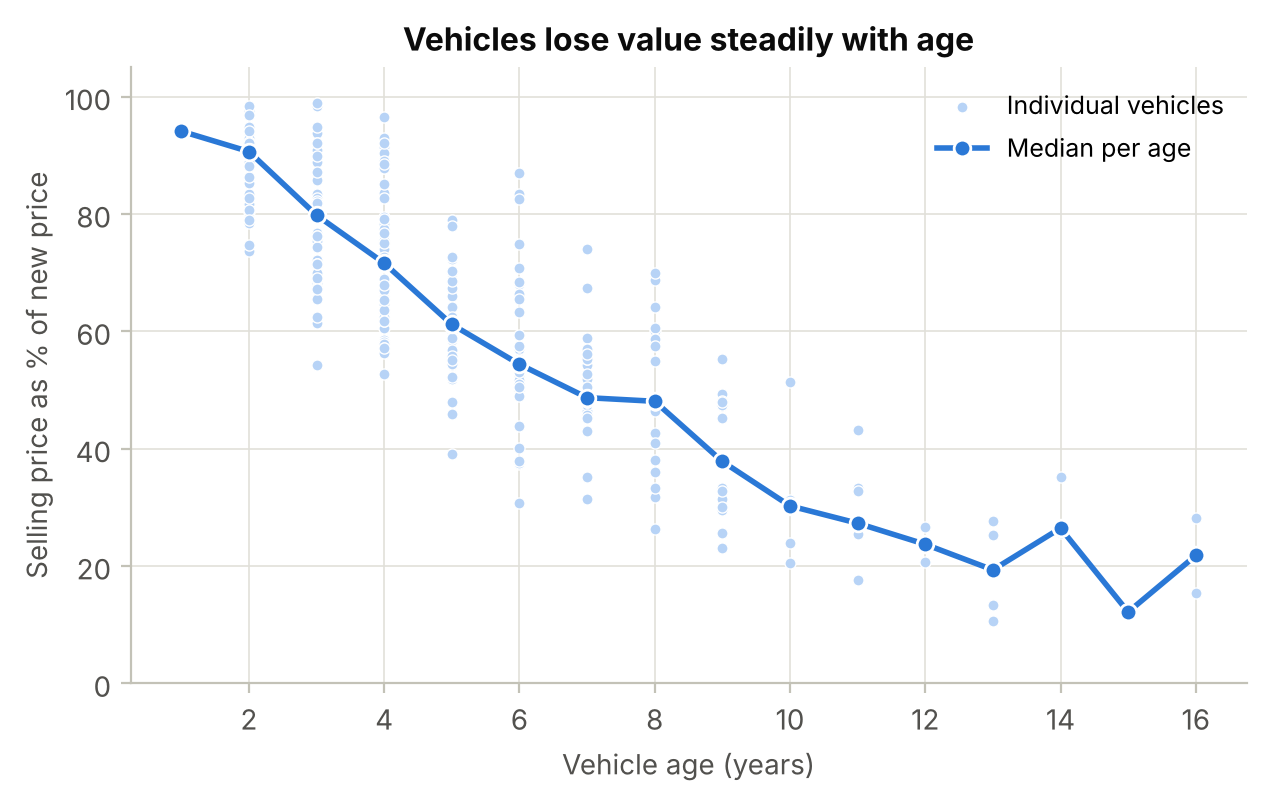 Vehicles lose value steadily with age
Individual vehicles
Median per age
Selling price as % of new price
100
80
60
40
20
0
2 4 6 8 10 12 14 16
Vehicle age (years)